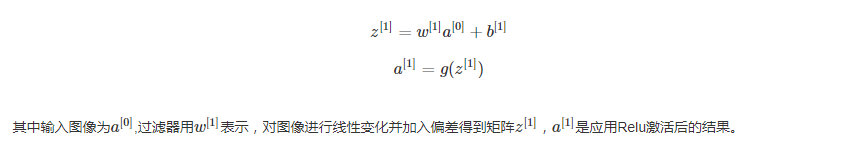 z^{[1]} = w^{[1]}a^{[0]} + b^{[1]}
a^{[1]} = g(z^{[1]})
其中输入图像为a^{[0]},过滤器用w^{[1]}表示，对图像进行线性变化并加入偏差得到矩阵z^{[1]}，a^{[1]}是应用Relu激活后的结果。